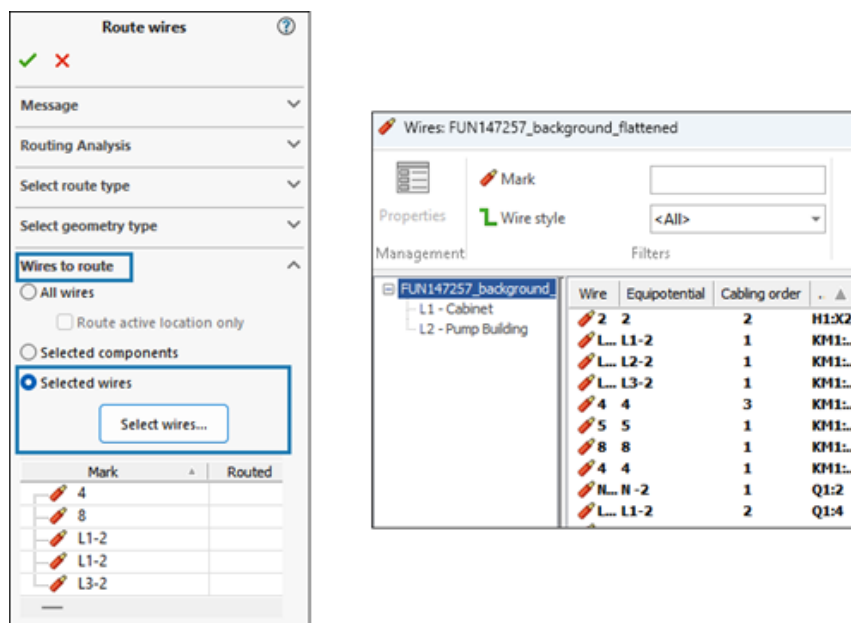 Route wires
Message
Routing Analysis
Select route type
Select geometry type
Wires to route
All wires
Route active location only
Selected components
Selected wires
Select wires...
Mark Routed
4
8
L1-2
L1-2
L3-2
Wires: FUN147257_background_flattened
Properties
Management
Mark
Wire style <All>
Filters
FUN147257_background_
L1 - Cabinet
L2 - Pump Building
Wire Equipotential Cabling order ..
2 2 2 H1:X2
L... L1-2 1 KM1:..
L... L2-2 1 KM1:..
L... L3-2 1 KM1:..
4 4 3 KM1:..
5 5 1 KM1:..
8 8 1 KM1:..
4 4 1 KM1:..
N... N -2 1 Q1:2
L... L1-2 2 Q1:4